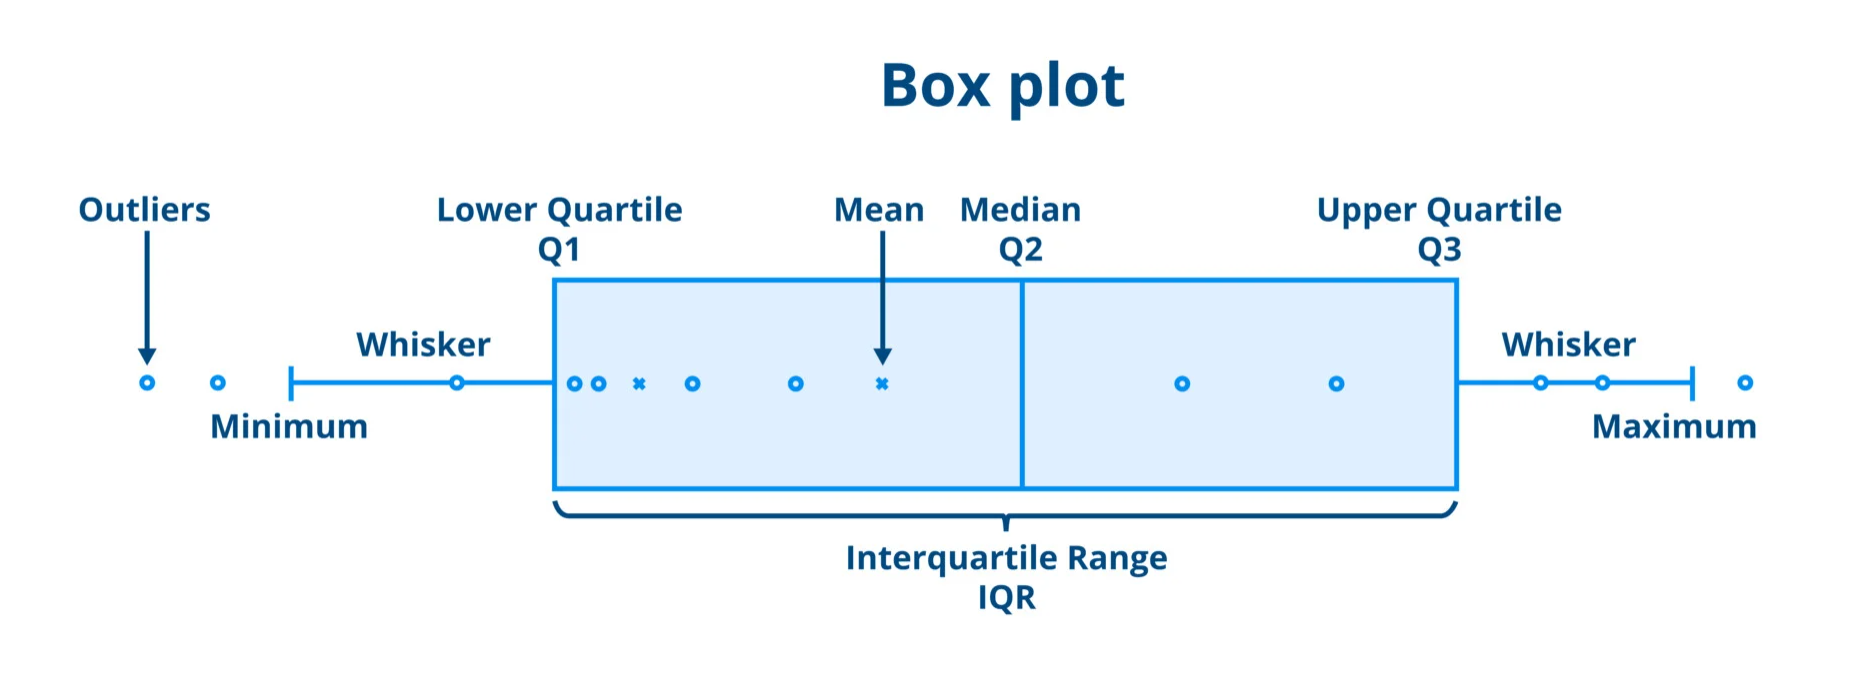 Box plot
Outliers
Lower Quartile
Q1
Mean
Median
Q2
Upper Quartile
Q3
Whisker
Whisker
Minimum
Maximum
Interquartile Range
IQR